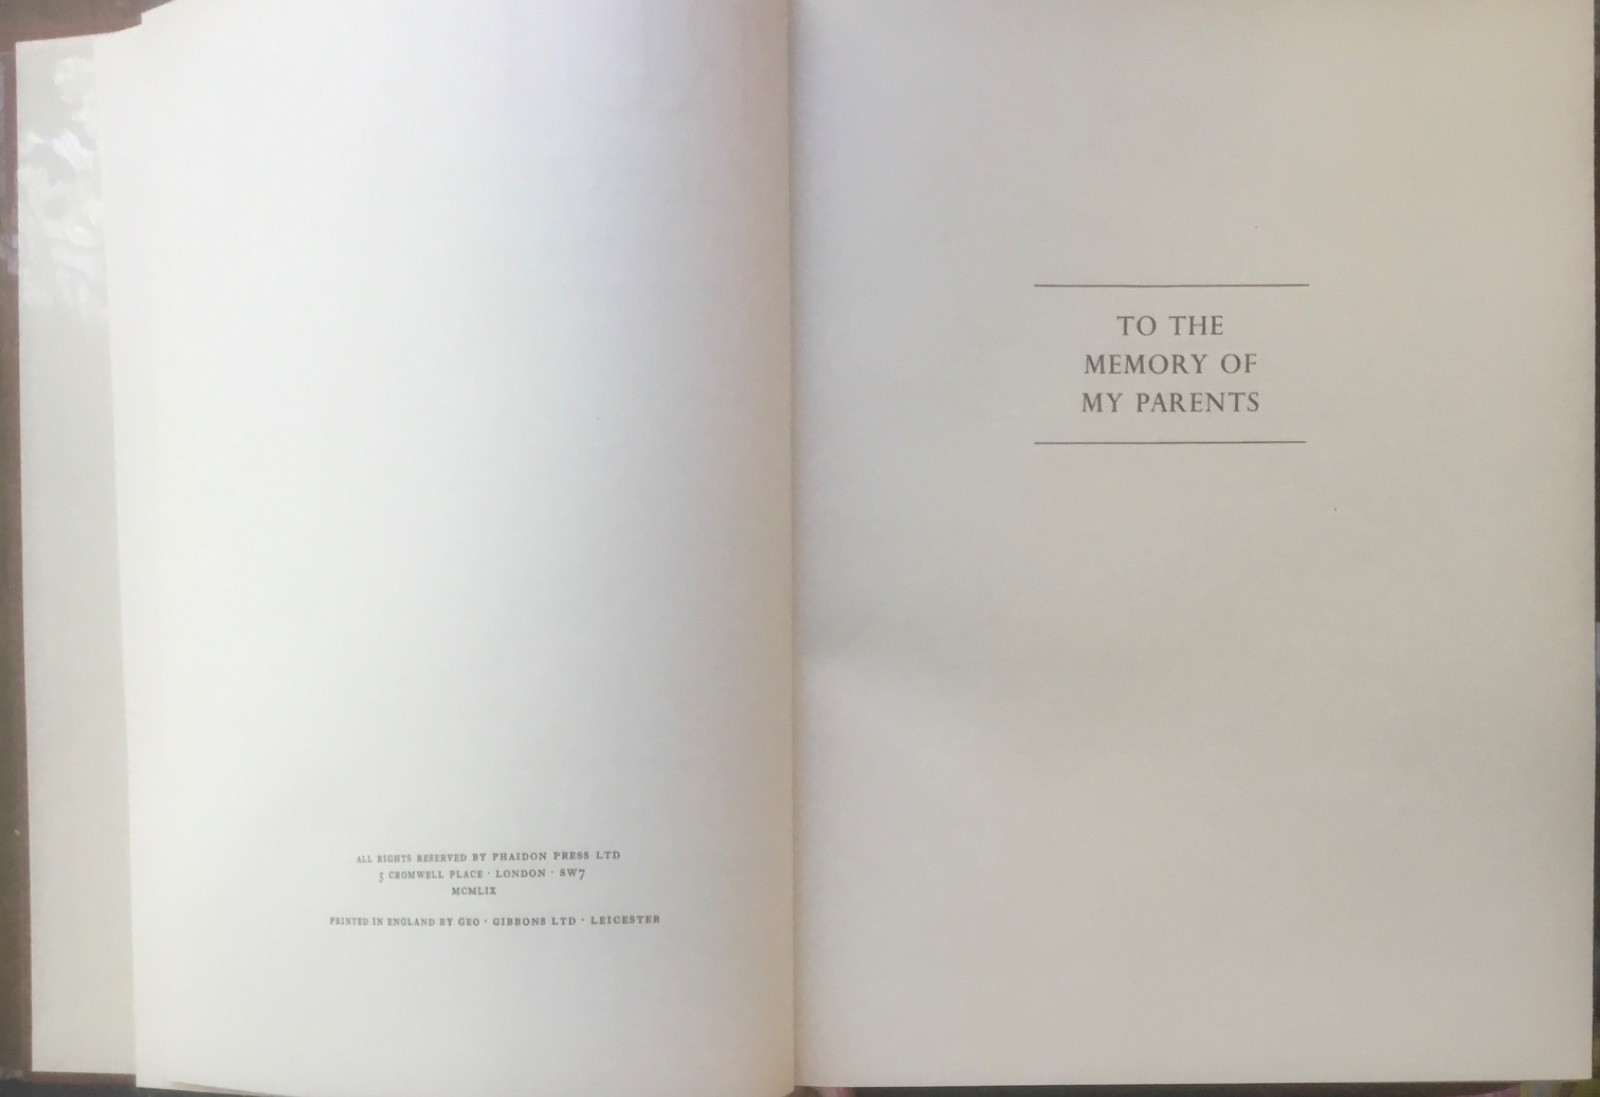 ALL RIGHTS RESERVED BY PHAIDON PRESS LTD
5 CROMWELL PLACE · LONDON · SW7
MCMLIX
PRINTED IN ENGLAND BY GEO · GIBBONS LTD · LEICESTER
TO THE
MEMORY OF
MY PARENTS